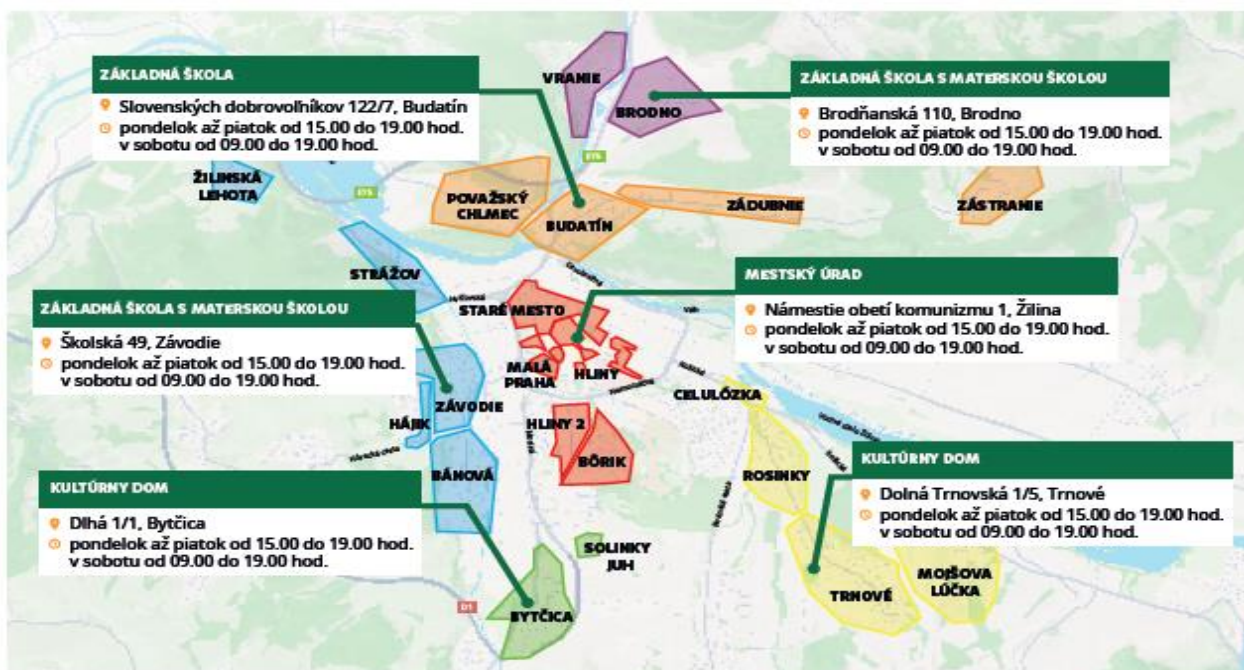 ZÁKLADNÁ ŠKOLA
Slovenských dobrovoľníkov 122/7, Budatín
pondelok až piatok od 15.00 do 19.00 hod.
v sobotu od 09.00 do 19.00 hod.
VRANIE
BRODNO
ZÁKLADNÁ ŠKOLA S MATERSKOU ŠKOLOU
Brodňanská 110, Brodno
pondelok až piatok od 15.00 do 19.00 hod.
v sobotu od 09.00 do 19.00 hod.
ŽILINSKÁ
LEHOTA
POVAŽSKÝ
CHLMEC
BUDATÍN
ZÁDUBNIE
ZÁSTRANIE
STRÁŽOV
ZÁKLADNÁ ŠKOLA S MATERSKOU ŠKOLOU
Školská 49, Závodie
pondelok až piatok od 15.00 do 19.00 hod.
v sobotu od 09.00 do 19.00 hod.
STARÉ MESTO
MESTSKÝ ÚRAD
Námestie obetí komunizmu 1, Žilina
pondelok až piatok od 15.00 do 19.00 hod.
v sobotu od 09.00 do 19.00 hod.
MALÁ
PRAHA
HLINY
CELULÓZKA
ZÁVODIE
HÁJIK
HLINY 2
BÔRIK
BÁNOVÁ
ROSINKY
KULTÚRNY DOM
Dlhá 1/1, Bytčica
pondelok až piatok od 15.00 do 19.00 hod.
v sobotu od 09.00 do 19.00 hod.
KULTÚRNY DOM
Dolná Trnovská 1/5, Trnové
pondelok až piatok od 15.00 do 19.00 hod.
v sobotu od 09.00 do 19.00 hod.
SOLINKY
JUH
D1
BYTČICA
TRNOVÉ
MOJŠOVA
LÚČKA